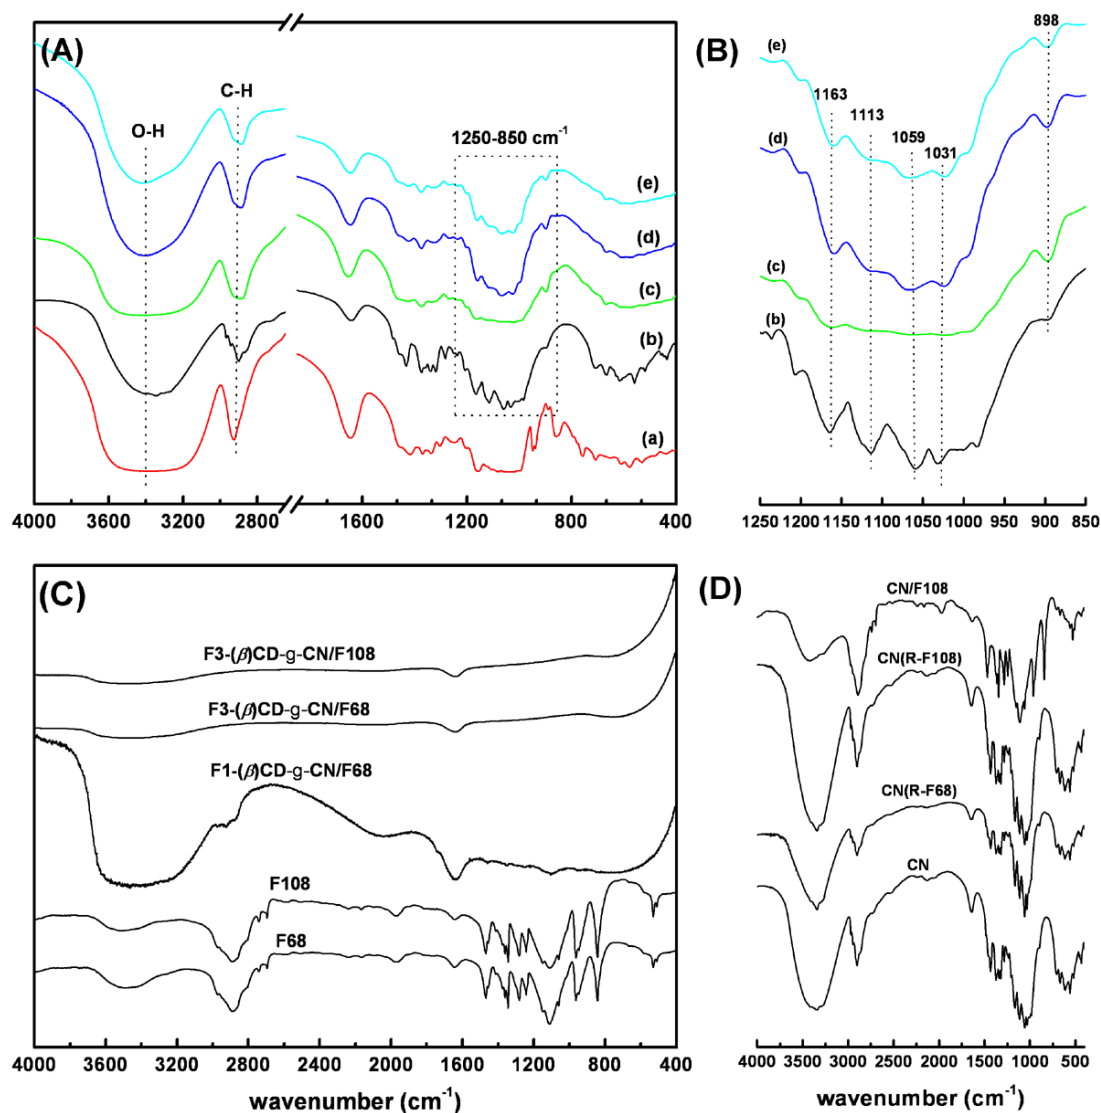 (A)
O-H
C-H
1250-850 cm-1
(e)
(d)
(c)
(b)
(a)
4000 3600 3200 2800 1600 1200 800 400
(B)
898
(e)
1163
1113
1059
1031
(d)
(c)
(b)
1250 1200 1150 1100 1050 1000 950 900 850
(C)
F3-(β)CD-g-CN/F108
F3-(β)CD-g-CN/F68
F1-(β)CD-g-CN/F68
F108
F68
4000 3600 3200 2800 2400 2000 1600 1200 800 400
wavenumber (cm-1)
(D)
CN/F108
CN(R-F108)
CN(R-F68)
CN
4000 3500 3000 2500 2000 1500 1000 500
wavenumber (cm-1)